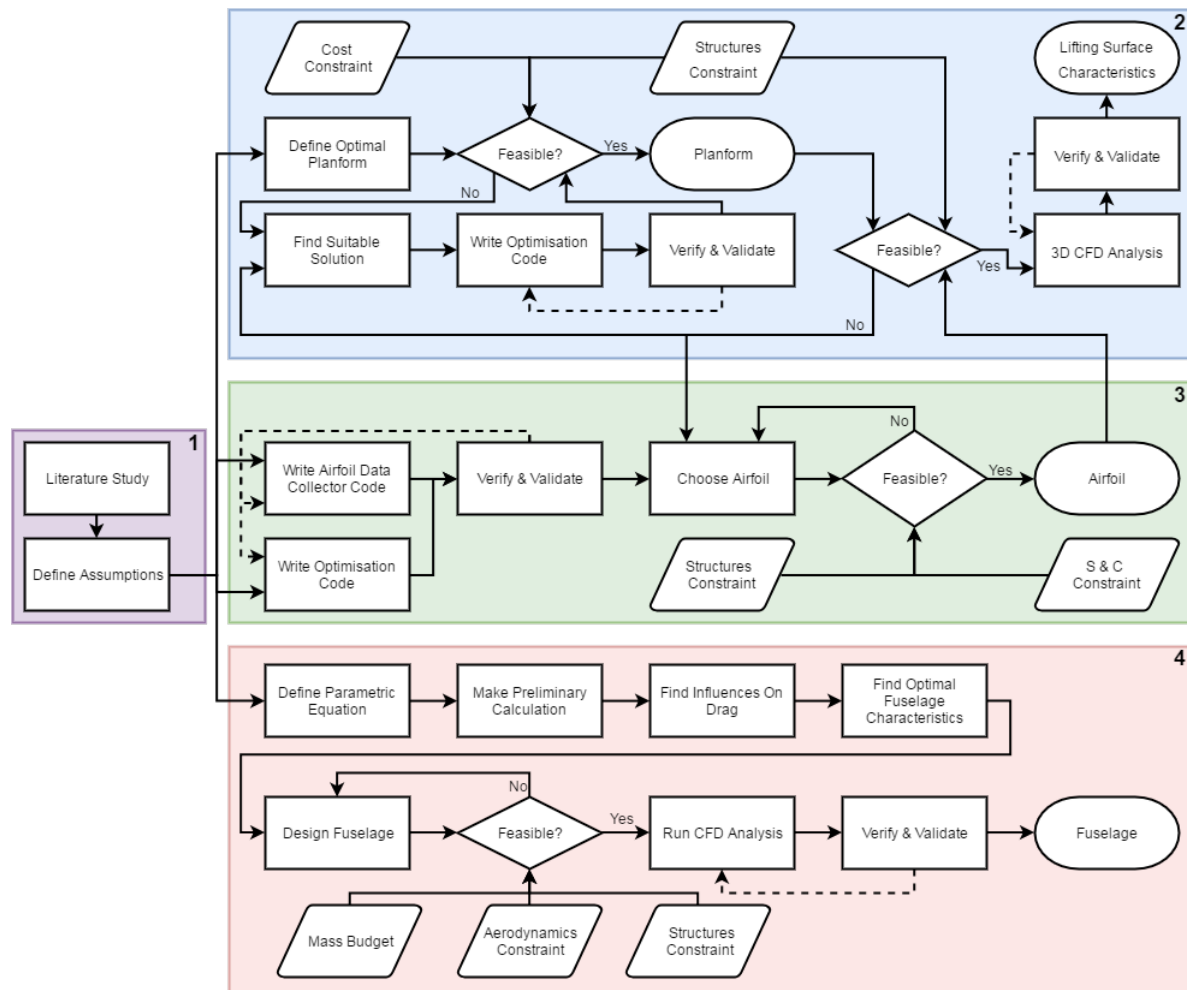 2
Cost
Constraint
Structures
Constraint
Lifting Surface
Characteristics
Define Optimal
Planform
Feasible?
Yes
Planform
Verify & Validate
No
Find Suitable
Solution
Write Optimisation
Code
Verify & Validate
Feasible?
Yes
3D CFD Analysis
No
3
1
No
Literature Study
Write Airfoil Data
Collector Code
Verify & Validate
Choose Airfoil
Feasible?
Yes
Airfoil
Define Assumptions
Write Optimisation
Code
Structures
Constraint
S & C
Constraint
4
Define Parametric
Equation
Make Preliminary
Calculation
Find Influences On
Drag
Find Optimal
Fuselage
Characteristics
No
Design Fuselage
Feasible?
Yes
Run CFD Analysis
Verify & Validate
Fuselage
Mass Budget
Aerodynamics
Constraint
Structures
Constraint